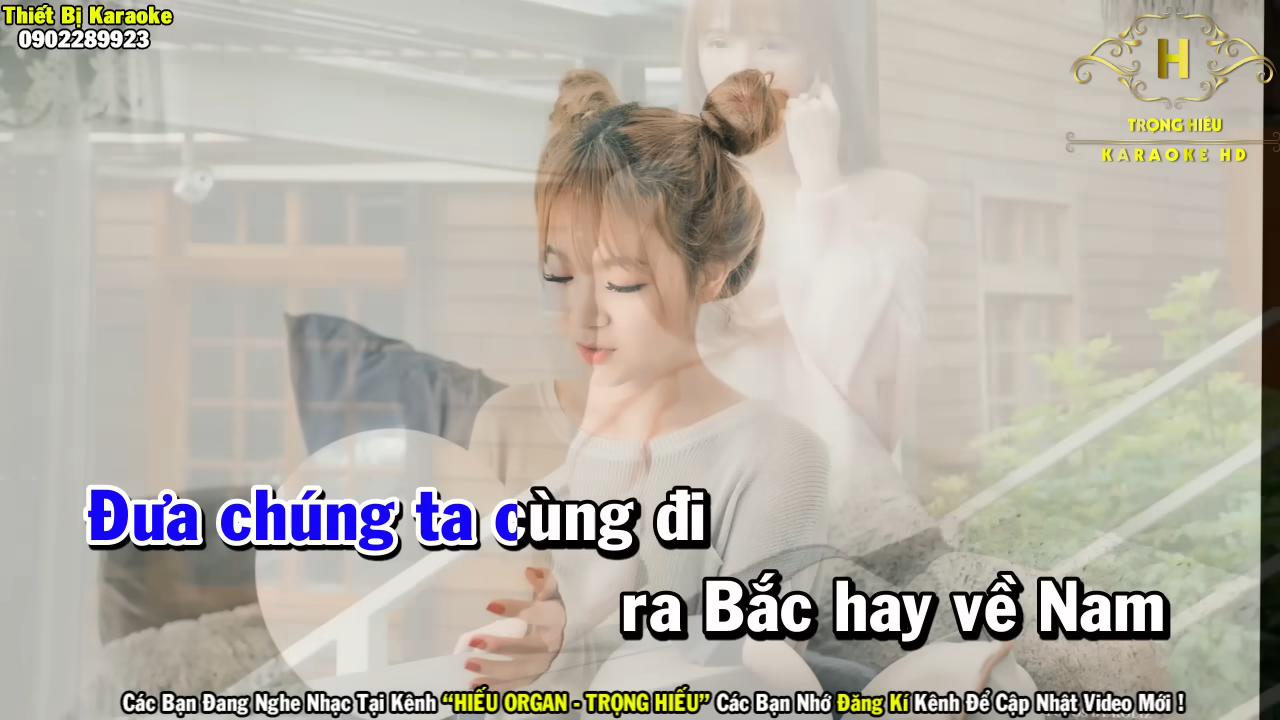 Thiết Bị Karaoke
0902289923
H
TRỌNG HIẾU
KARAOKE HD
Đưa chúng ta cùng đi
ra Bắc hay về Nam
Các Bạn Đang Nghe Nhạc Tại Kênh “HIẾU ORGAN - TRỌNG HIẾU” Các Bạn Nhớ Đăng Kí Kênh Để Cập Nhật Video Mới !